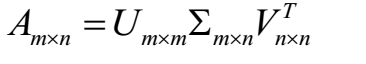 A_{m×n} = U_{m×m} Σ_{m×n} V^T_{n×n}